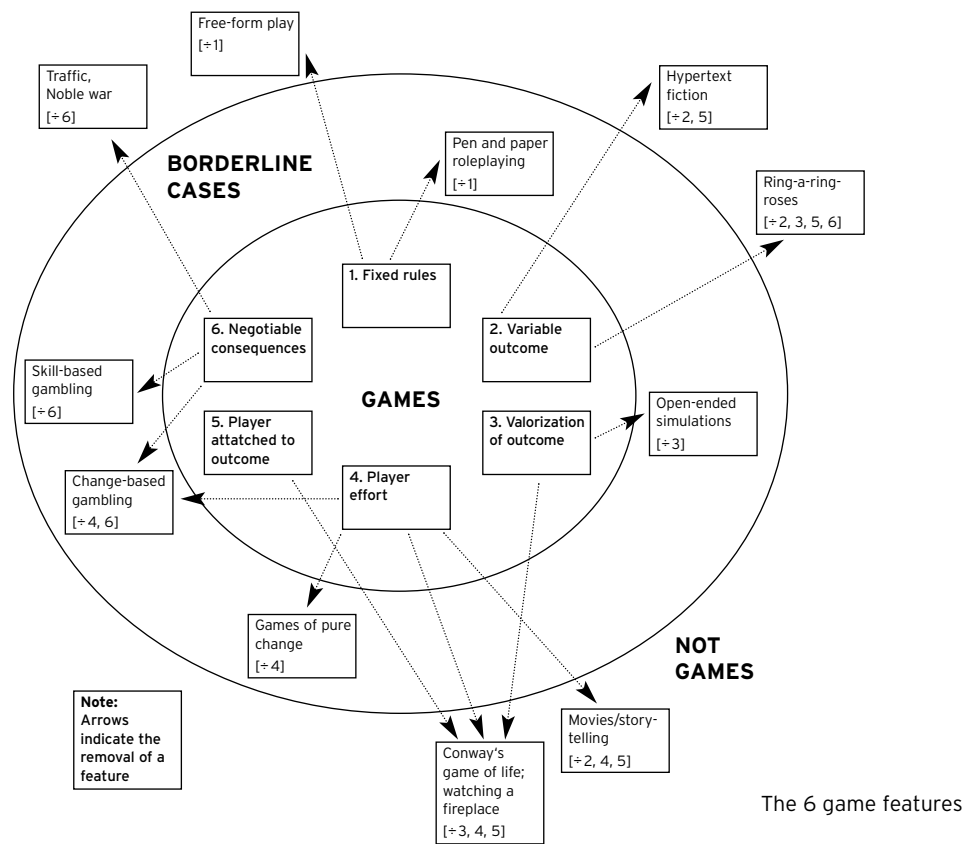 Free-form play
[÷1]
Traffic,
Noble war
[÷6]
Hypertext
fiction
[÷2, 5]
BORDERLINE
CASES
Pen and paper
roleplaying
[÷1]
Ring-a-ring-
roses
[÷2, 3, 5, 6]
1. Fixed rules
6. Negotiable
consequences
2. Variable
outcome
Skill-based
gambling
[÷6]
GAMES
5. Player
attatched to
outcome
3. Valorization
of outcome
Open-ended
simulations
[÷3]
4. Player
effort
Change-based
gambling
[÷4, 6]
Games of pure
change
[÷4]
NOT
GAMES
Note:
Arrows
indicate the
removal of a
feature
Movies/story-
telling
[÷2, 4, 5]
Conway‘s
game of life;
watching a
fireplace
[÷3, 4, 5]
The 6 game features